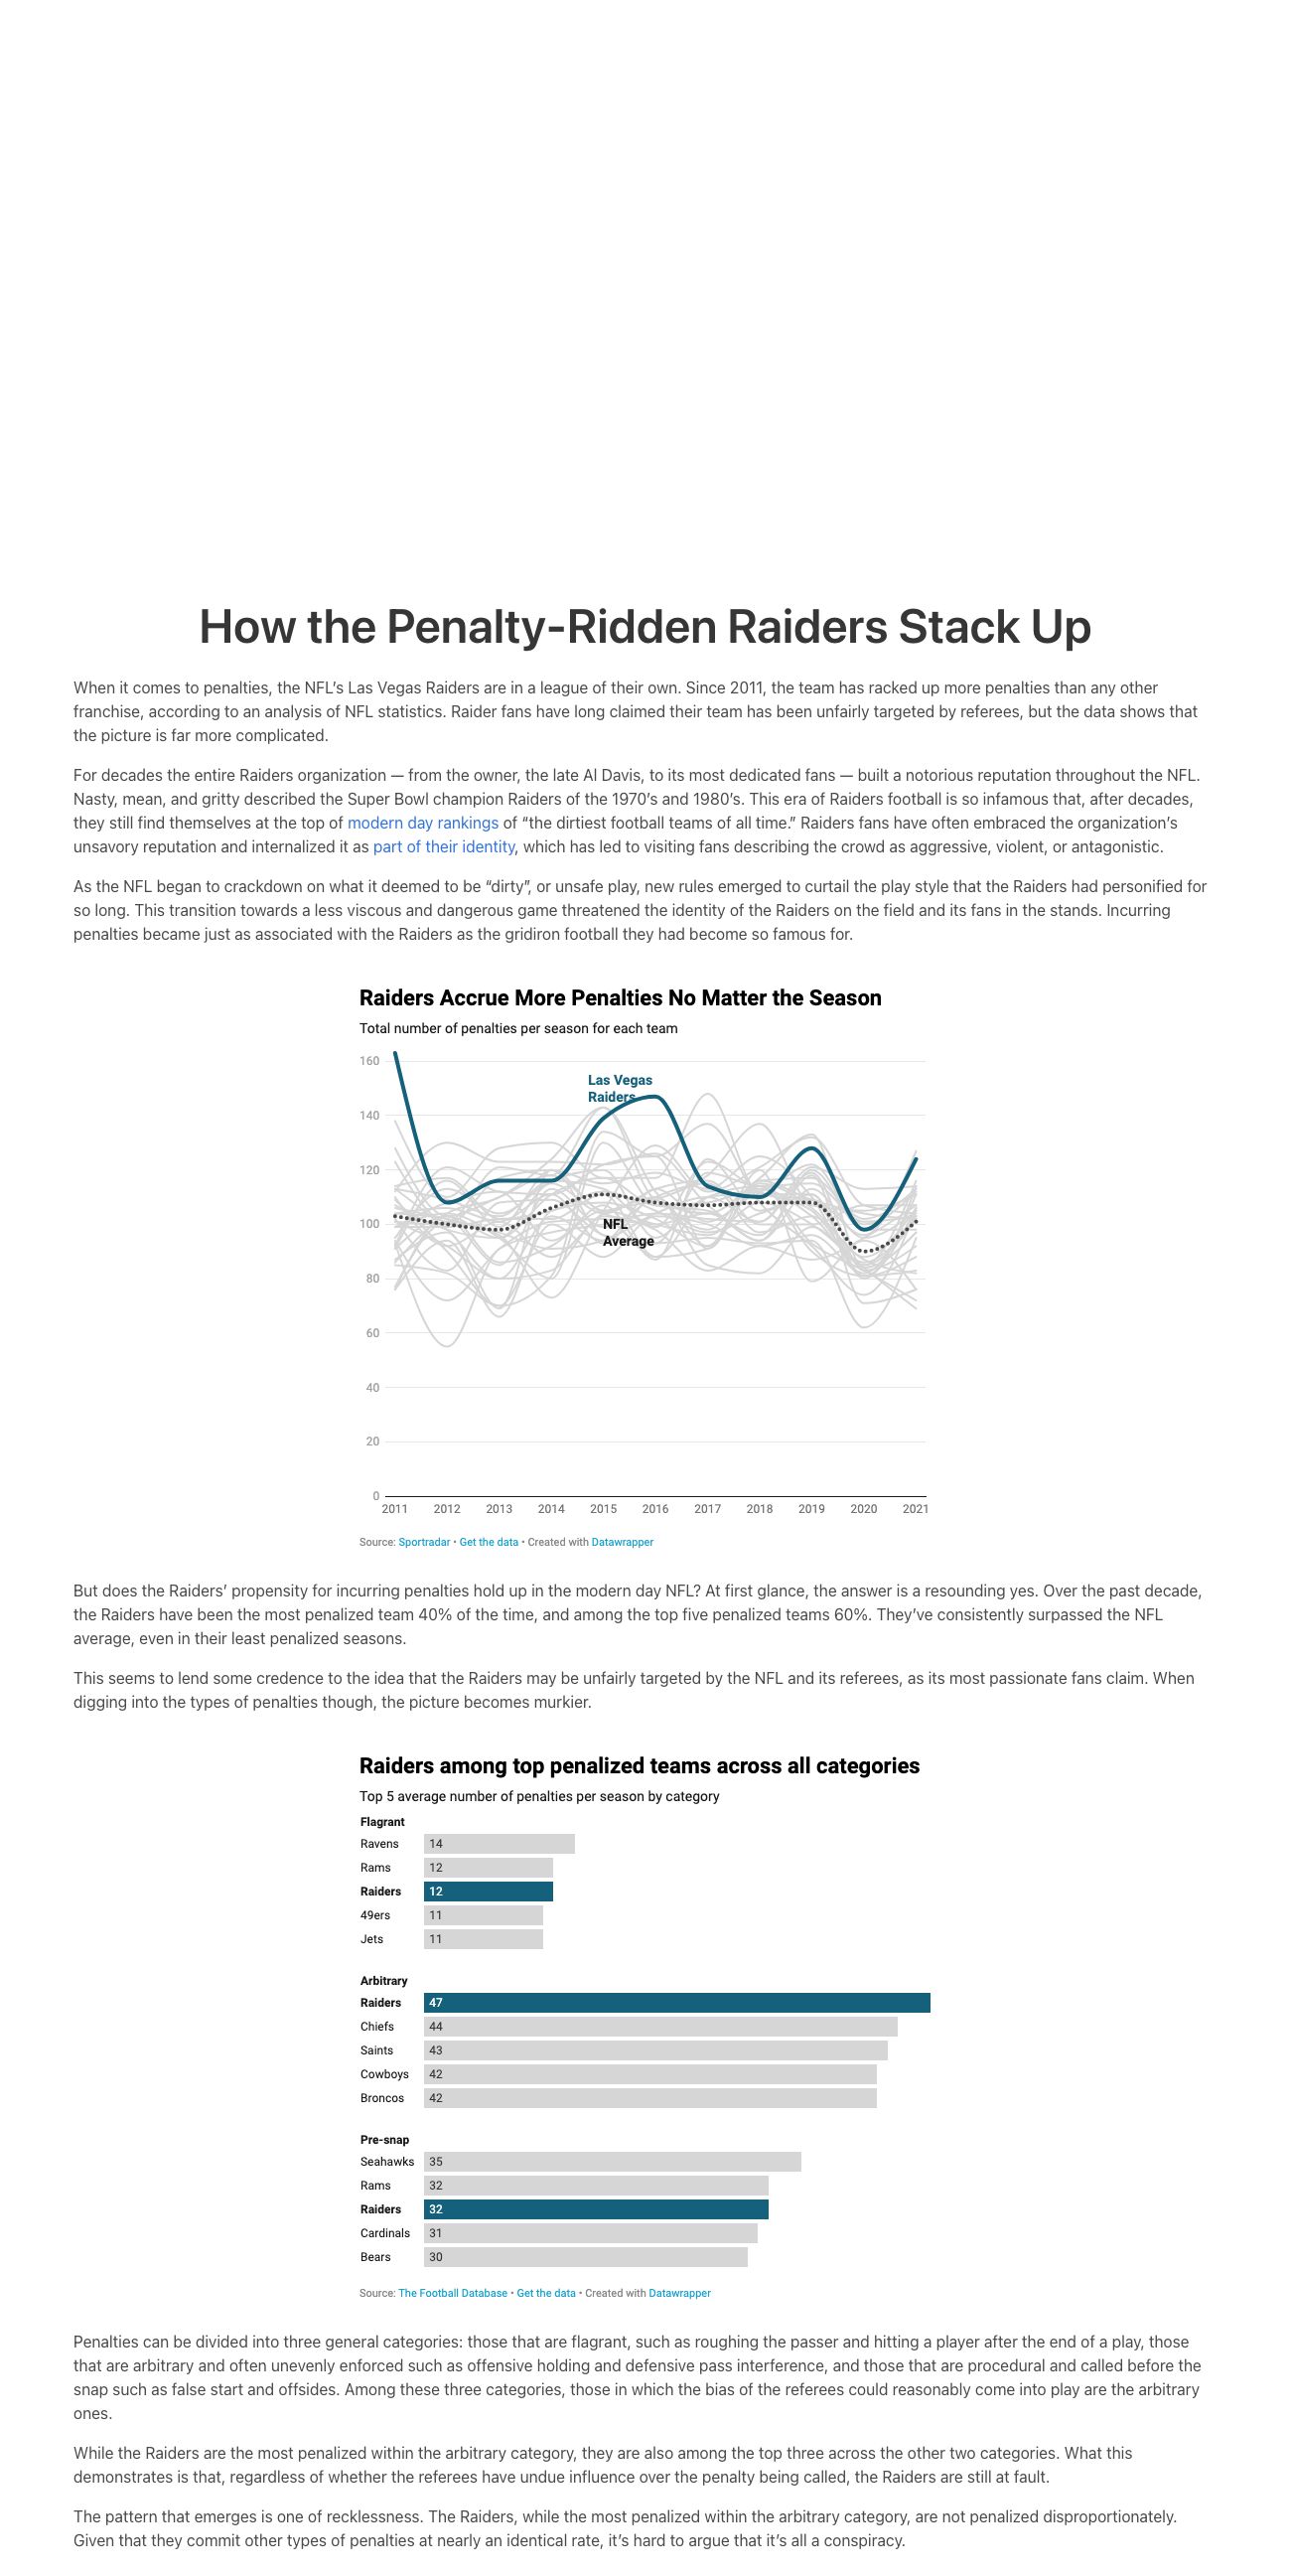 How the Penalty-Ridden Raiders Stack Up
When it comes to penalties, the NFL’s Las Vegas Raiders are in a league of their own. Since 2011, the team has racked up more penalties than any other
franchise, according to an analysis of NFL statistics. Raider fans have long claimed their team has been unfairly targeted by referees, but the data shows that
the picture is far more complicated.
For decades the entire Raiders organization — from the owner, the late Al Davis, to its most dedicated fans — built a notorious reputation throughout the NFL.
Nasty, mean, and gritty described the Super Bowl champion Raiders of the 1970’s and 1980’s. This era of Raiders football is so infamous that, after decades,
they still find themselves at the top of modern day rankings of “the dirtiest football teams of all time.” Raiders fans have often embraced the organization’s
unsavory reputation and internalized it as part of their identity, which has led to visiting fans describing the crowd as aggressive, violent, or antagonistic.
As the NFL began to crackdown on what it deemed to be “dirty”, or unsafe play, new rules emerged to curtail the play style that the Raiders had personified for
so long. This transition towards a less viscous and dangerous game threatened the identity of the Raiders on the field and its fans in the stands. Incurring
penalties became just as associated with the Raiders as the gridiron football they had become so famous for.
Raiders Accrue More Penalties No Matter the Season
Total number of penalties per season for each team
160
Las Vegas
Raiders
140
120
100
NFL
Average
80
60
40
20
0
2011 2012 2013 2014 2015 2016 2017 2018 2019 2020 2021
Source: Sportradar • Get the data • Created with Datawrapper
But does the Raiders’ propensity for incurring penalties hold up in the modern day NFL? At first glance, the answer is a resounding yes. Over the past decade,
the Raiders have been the most penalized team 40% of the time, and among the top five penalized teams 60%. They’ve consistently surpassed the NFL
average, even in their least penalized seasons.
This seems to lend some credence to the idea that the Raiders may be unfairly targeted by the NFL and its referees, as its most passionate fans claim. When
digging into the types of penalties though, the picture becomes murkier.
Raiders among top penalized teams across all categories
Top 5 average number of penalties per season by category
Flagrant
Ravens 14
Rams 12
Raiders 12
49ers 11
Jets 11
Arbitrary
Raiders 47
Chiefs 44
Saints 43
Cowboys 42
Broncos 42
Pre-snap
Seahawks 35
Rams 32
Raiders 32
Cardinals 31
Bears 30
Source: The Football Database • Get the data • Created with Datawrapper
Penalties can be divided into three general categories: those that are flagrant, such as roughing the passer and hitting a player after the end of a play, those
that are arbitrary and often unevenly enforced such as offensive holding and defensive pass interference, and those that are procedural and called before the
snap such as false start and offsides. Among these three categories, those in which the bias of the referees could reasonably come into play are the arbitrary
ones.
While the Raiders are the most penalized within the arbitrary category, they are also among the top three across the other two categories. What this
demonstrates is that, regardless of whether the referees have undue influence over the penalty being called, the Raiders are still at fault.
The pattern that emerges is one of recklessness. The Raiders, while the most penalized within the arbitrary category, are not penalized disproportionately.
Given that they commit other types of penalties at nearly an identical rate, it’s hard to argue that it’s all a conspiracy.